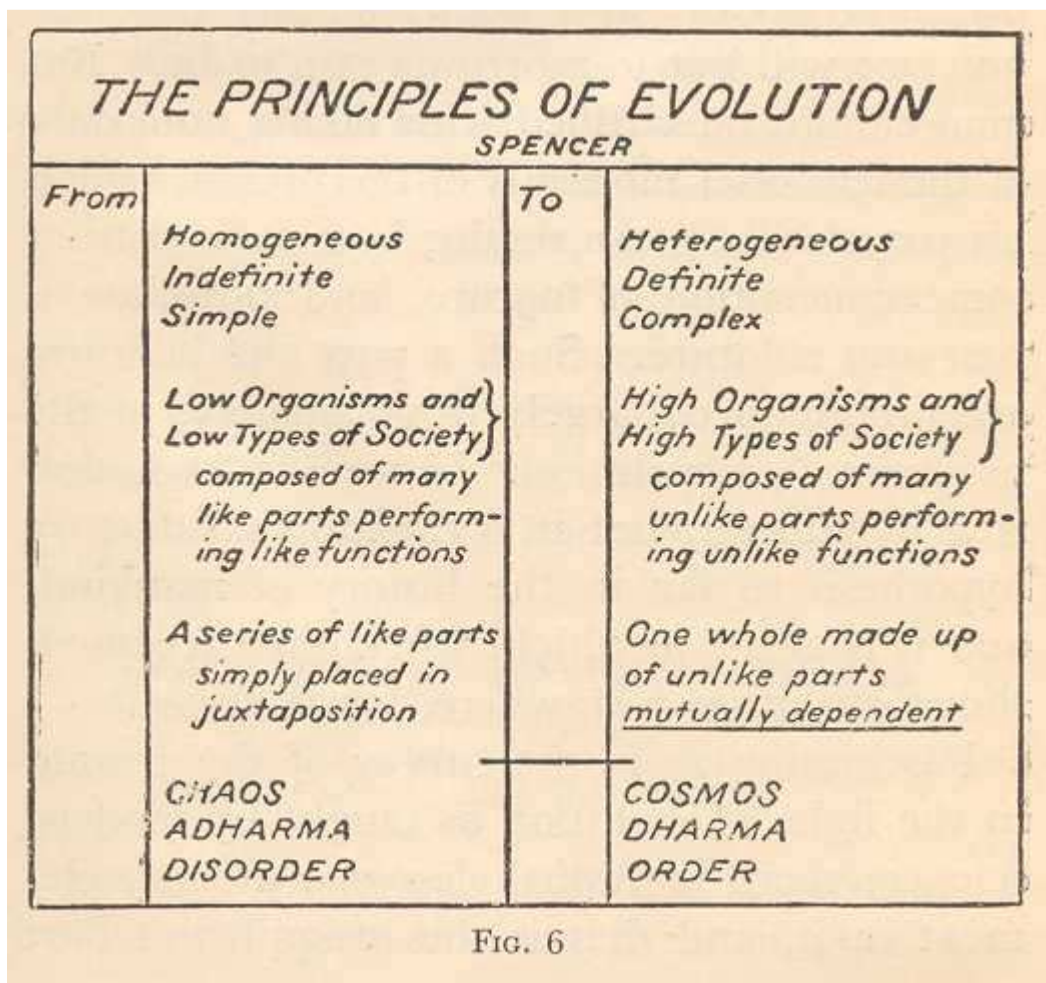 THE PRINCIPLES OF EVOLUTION
SPENCER
From
Homogeneous
Indefinite
Simple
Low Organisms and
Low Types of Society
composed of many
like parts perform-
ing like functions
A series of like parts
simply placed in
juxtaposition
CHAOS
ADHARMA
DISORDER
To
Heterogeneous
Definite
Complex
High Organisms and
High Types of Society
composed of many
unlike parts perform-
ing unlike functions
One whole made up
of unlike parts
mutually dependent
COSMOS
DHARMA
ORDER
FIG. 6